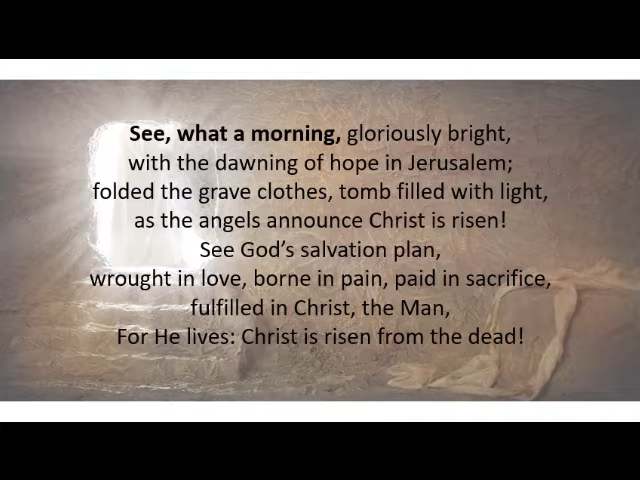 See, what a morning, gloriously bright,
with the dawning of hope in Jerusalem;
folded the grave clothes, tomb filled with light,
as the angels announce Christ is risen!
See God’s salvation plan,
wrought in love, borne in pain, paid in sacrifice,
fulfilled in Christ, the Man,
For He lives: Christ is risen from the dead!